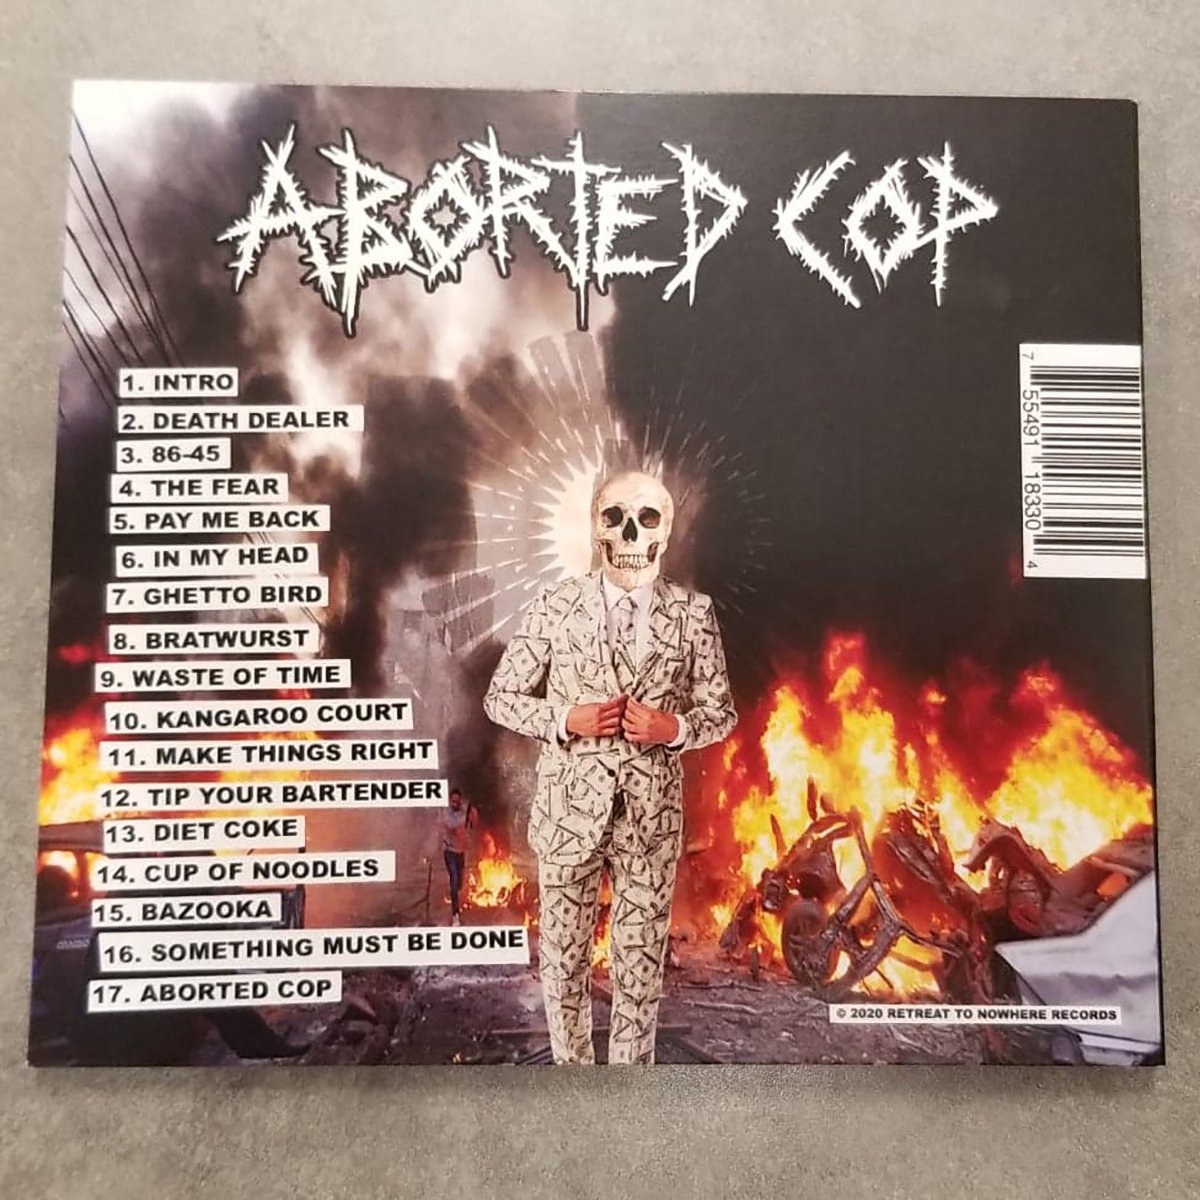 ABORTED COP
1. INTRO
2. DEATH DEALER
3. 86-45
4. THE FEAR
5. PAY ME BACK
6. IN MY HEAD
7. GHETTO BIRD
8. BRATWURST
9. WASTE OF TIME
10. KANGAROO COURT
11. MAKE THINGS RIGHT
12. TIP YOUR BARTENDER
13. DIET COKE
14. CUP OF NOODLES
15. BAZOOKA
16. SOMETHING MUST BE DONE
17. ABORTED COP
7 55491 18330 4
© 2020 RETREAT TO NOWHERE RECORDS